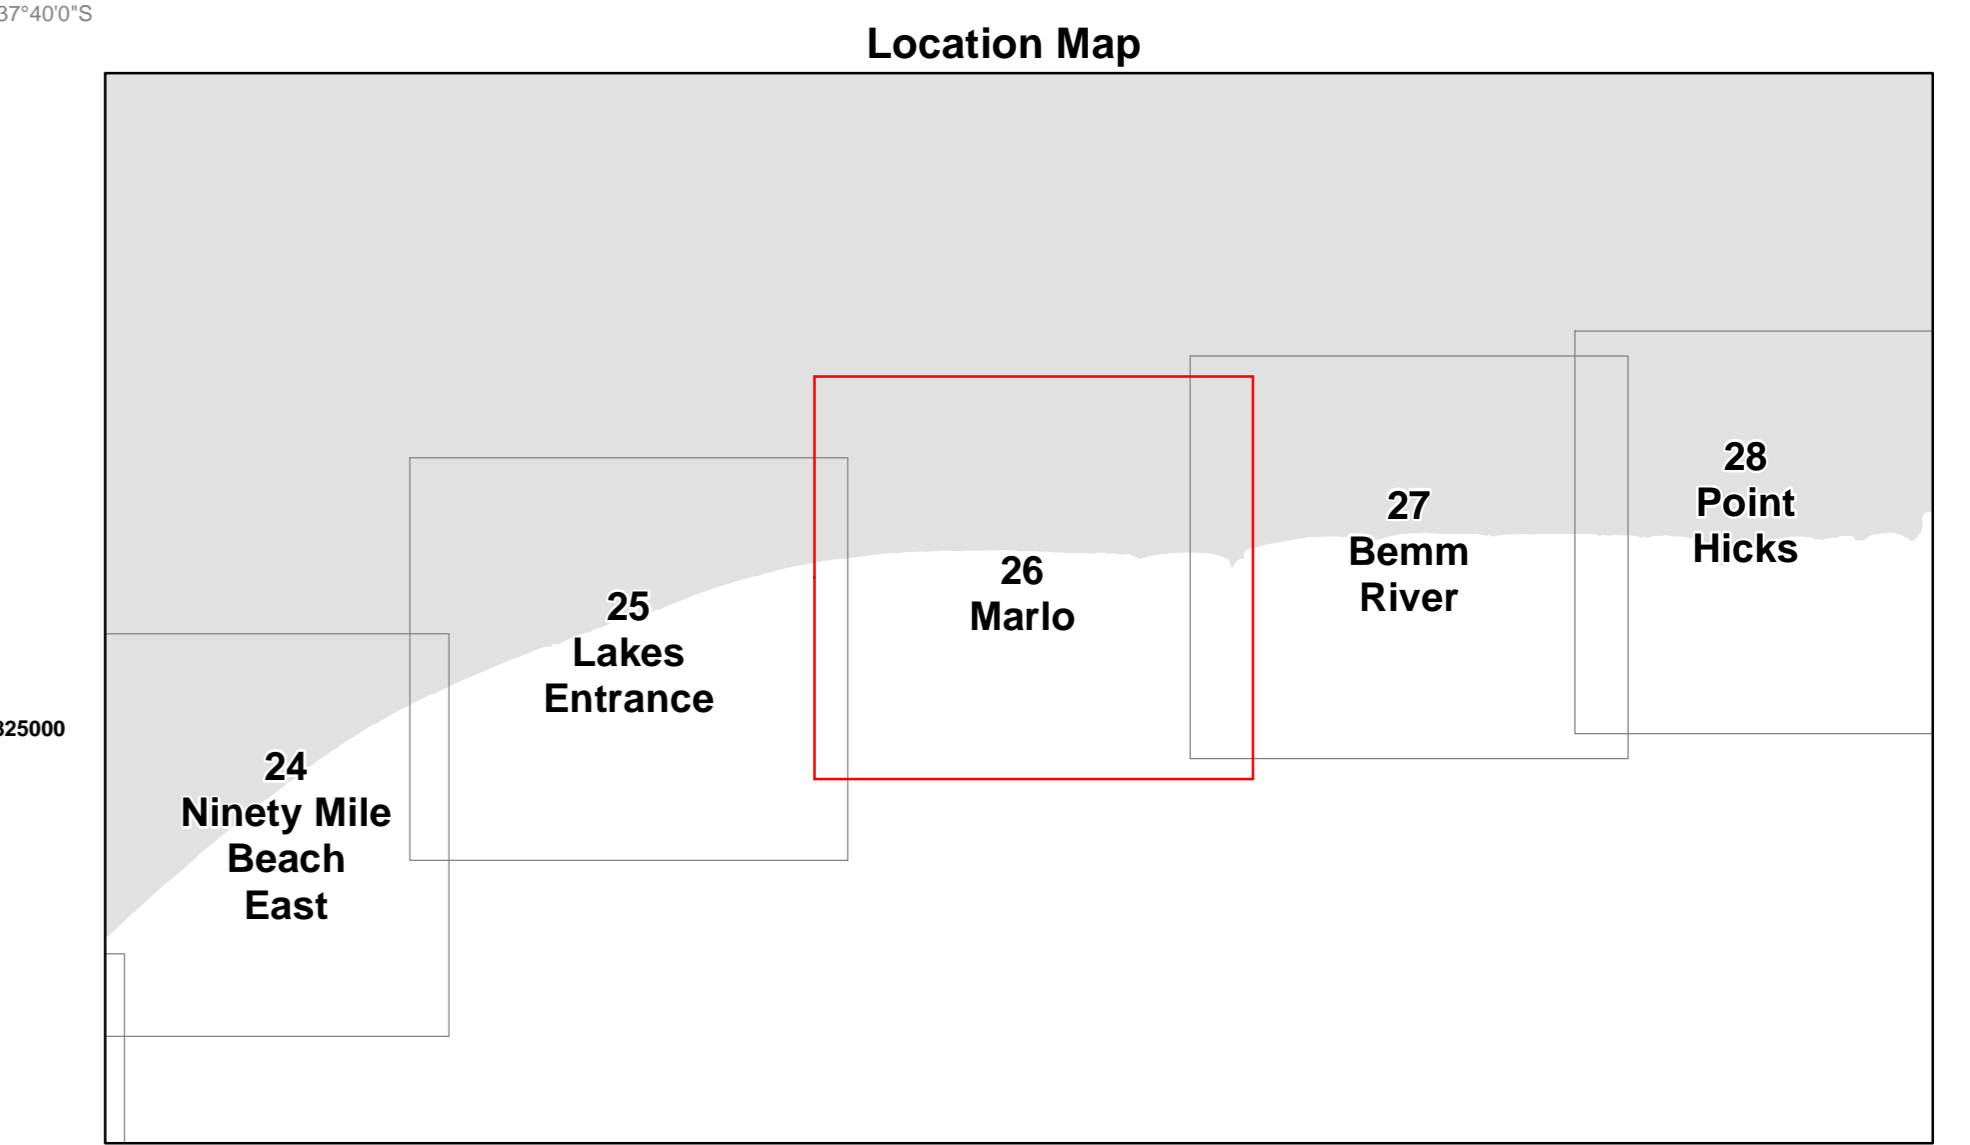 37°40'0"S
Location Map
28
Point
Hicks
27
Bemm
River
26
Marlo
25
Lakes
Entrance
325000
24
Ninety Mile
Beach
East